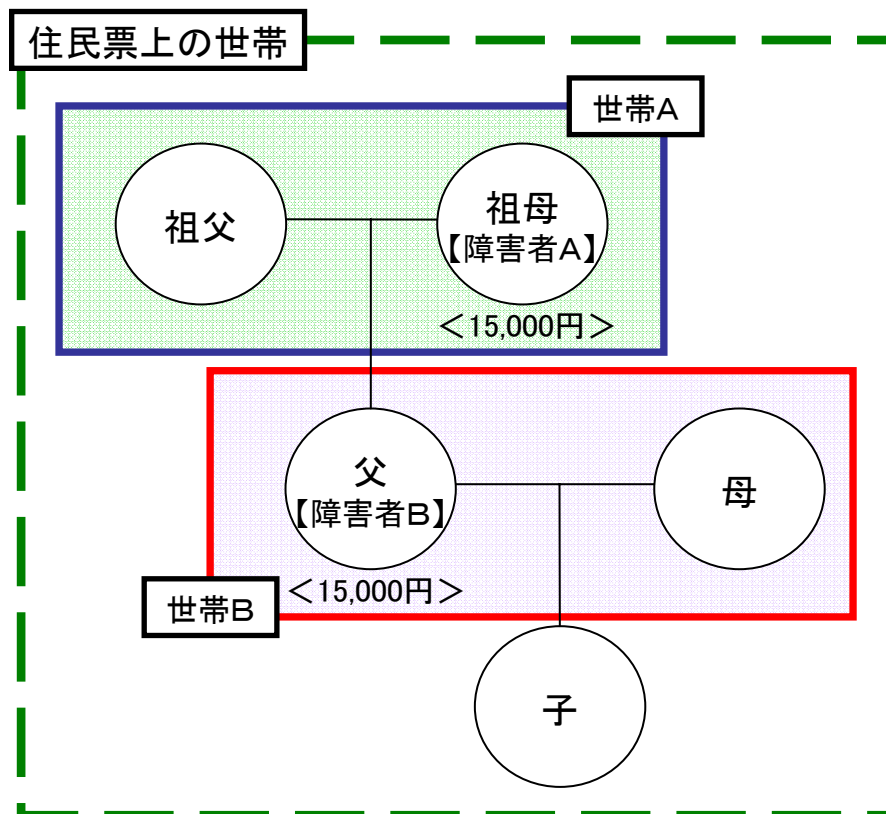 住民票上の世帯
世帯Ａ
祖父
祖母
【障害者Ａ】
＜15,000円＞
父
【障害者Ｂ】
母
＜15,000円＞
世帯Ｂ
子